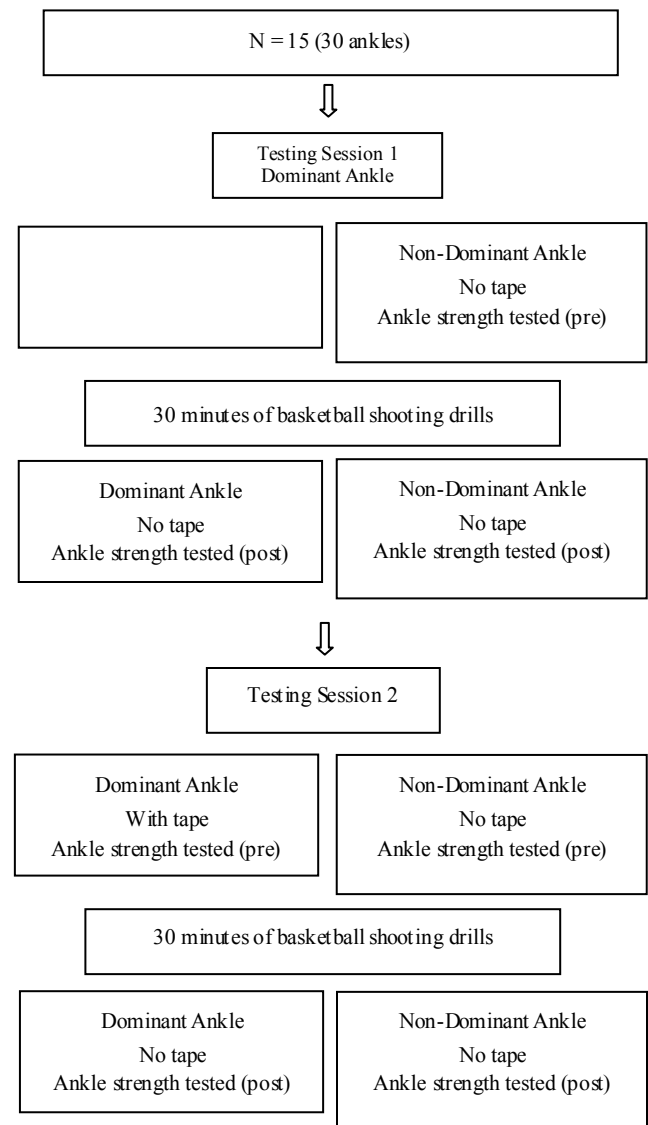 N = 15 (30 ankles)
Testing Session 1
Dominant Ankle
Non-Dominant Ankle
No tape
Ankle strength tested (pre)
30 minutes of basketball shooting drills
Dominant Ankle
No tape
Ankle strength tested (post)
Non-Dominant Ankle
No tape
Ankle strength tested (post)
Testing Session 2
Dominant Ankle
With tape
Ankle strength tested (pre)
Non-Dominant Ankle
No tape
Ankle strength tested (pre)
30 minutes of basketball shooting drills
Dominant Ankle
No tape
Ankle strength tested (post)
Non-Dominant Ankle
No tape
Ankle strength tested (post)